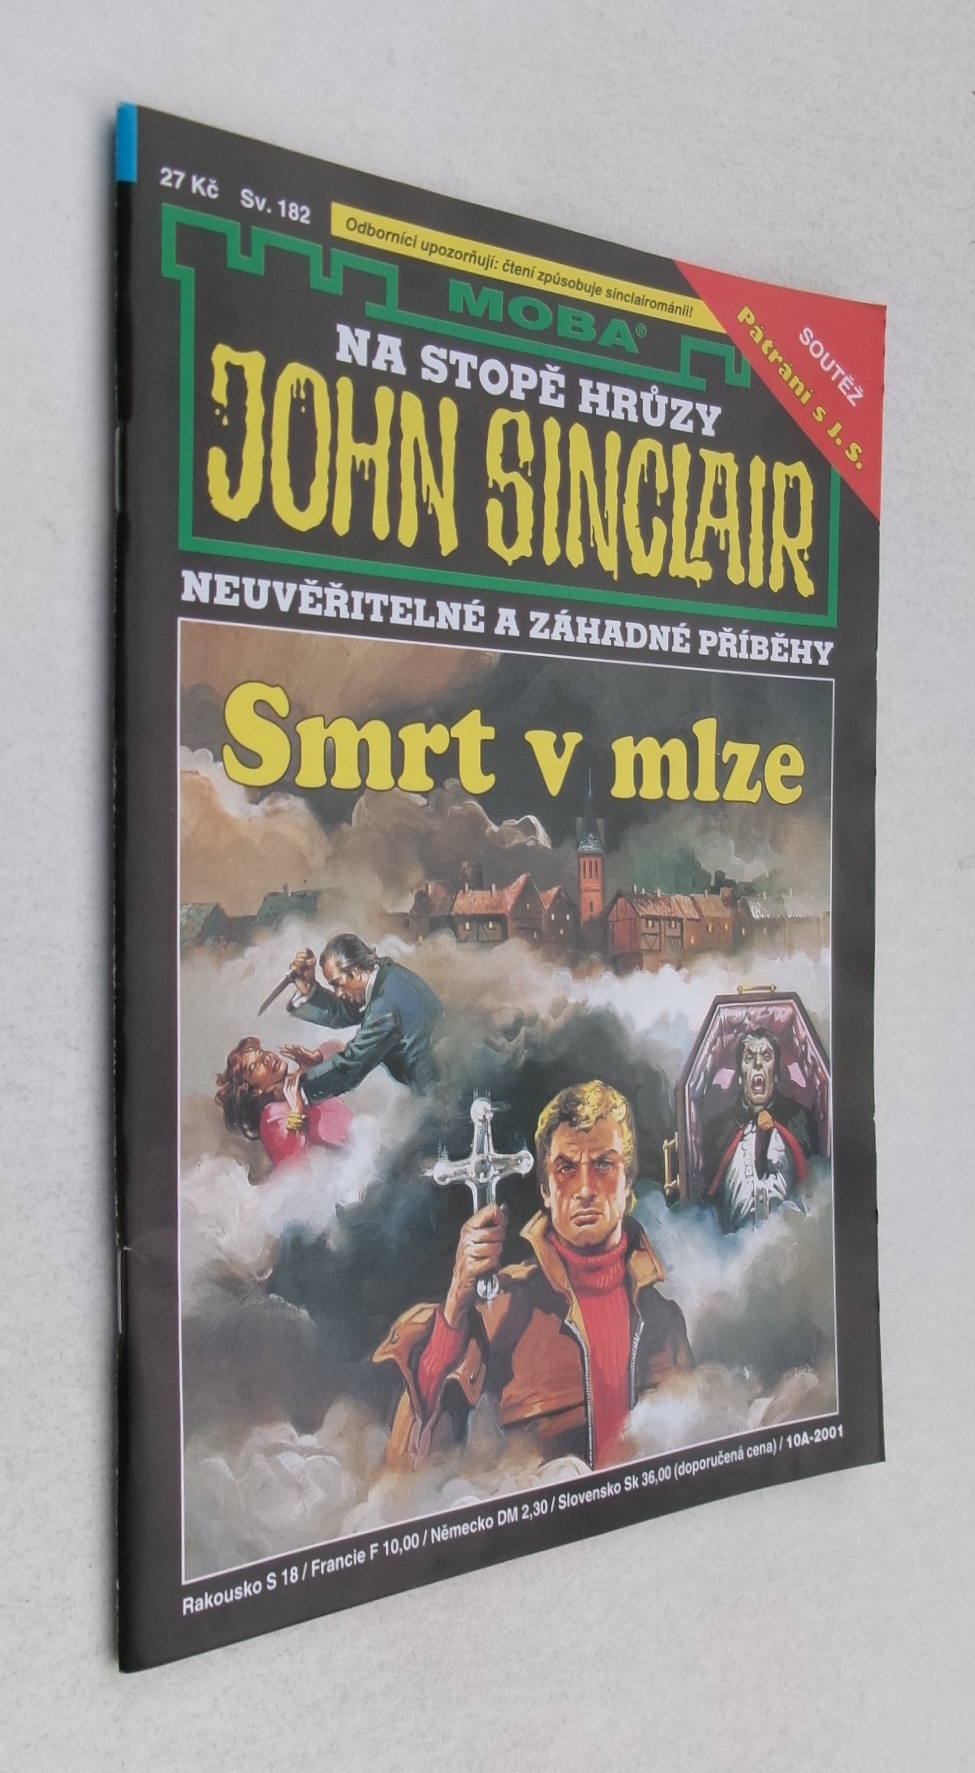 27 Kč Sv. 182
Odborníci upozorňují: čtení způsobuje sinclairománii!
SOUTĚŽ
Pátrání s J. S.
MOBA®
NA STOPĚ HRŮZY
JOHN SINCLAIR
NEUVĚŘITELNÉ A ZÁHADNÉ PŘÍBĚHY
Smrt v mlze
Rakousko S 18 / Francie F 10,00 / Německo DM 2,30 / Slovensko Sk 36,00 (doporučená cena) / 10A-2001